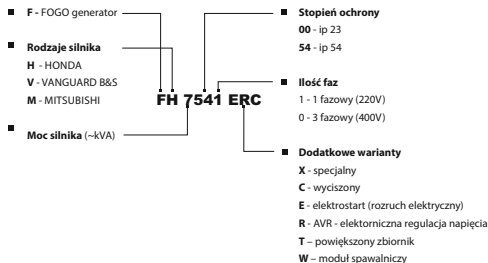 F - FOGO generator
Rodzaje silnika
H - HONDA
V - VANGUARD B&S
M - MITSUBISHI
Moc silnika (~kVA)
FH 7541 ERC
Stopień ochrony
00 - ip 23
54 - ip 54
Ilość faz
1 - 1 fazowy (220V)
0 - 3 fazowy (400V)
Dodatkowe warianty
X - specjalny
C - wyciszony
E - elektrostart (rozruch elektryczny)
R - AVR - elektorniczna regulacja napięcia
T – powiększony zbiornik
W – moduł spawalniczy